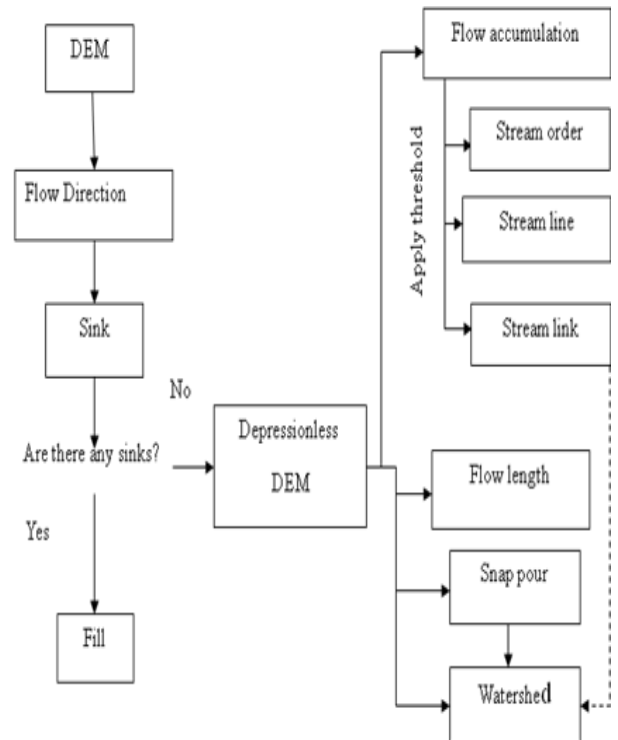 DEM
Flow Direction
Sink
Are there any sinks?
Yes
Fill
No
Depressionless
DEM
Flow accumulation
Apply threshold
Stream order
Stream line
Stream link
Flow length
Snap pour
Watershed